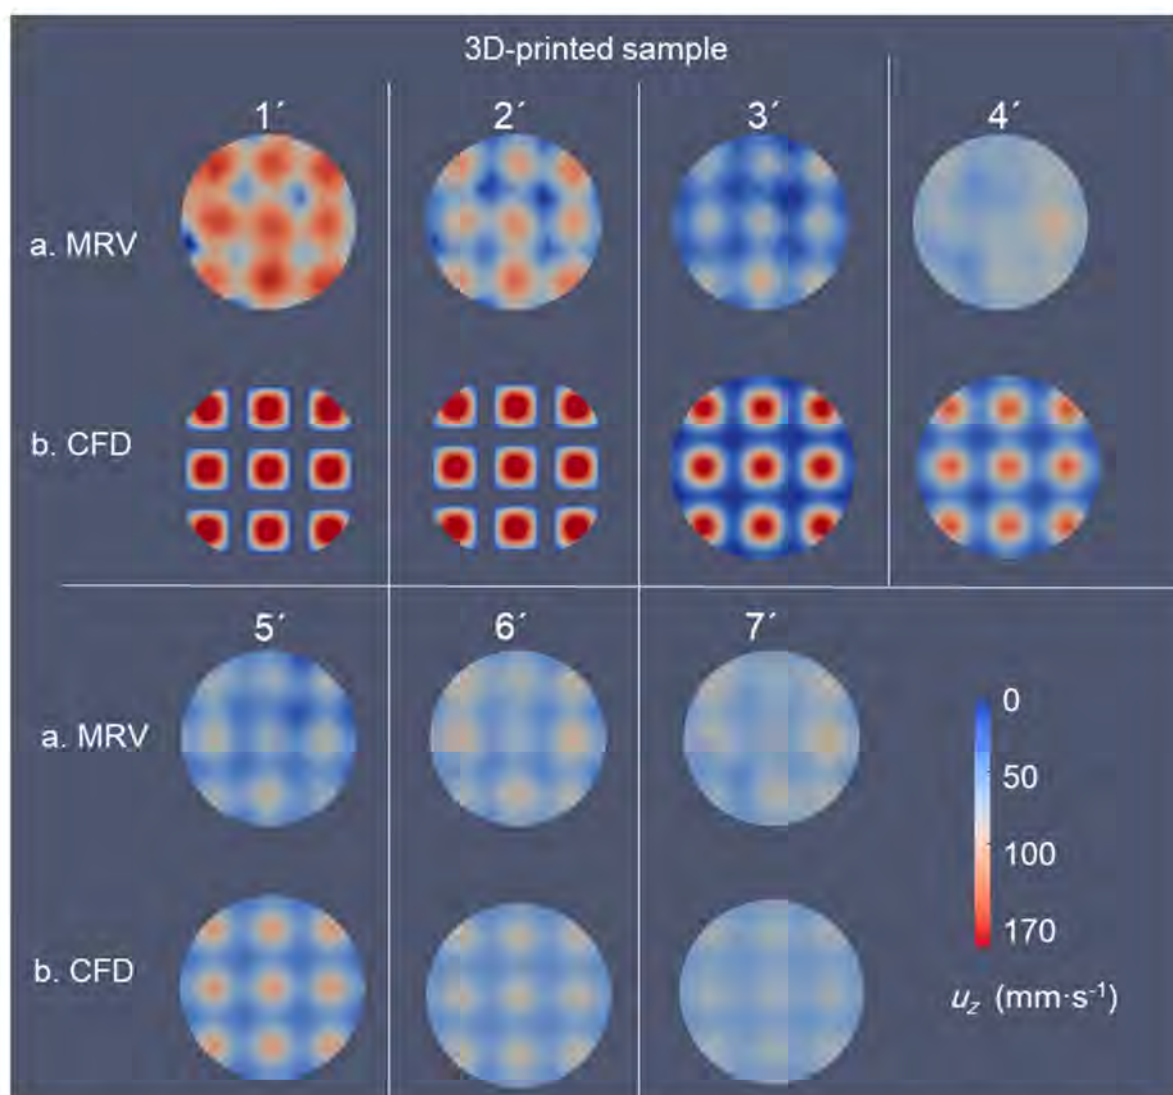 3D-printed sample
1´ 2´ 3´ 4´
a. MRV
b. CFD
5´ 6´ 7´
a. MRV
b. CFD
0
50
100
170
u_z (mm·s⁻¹)